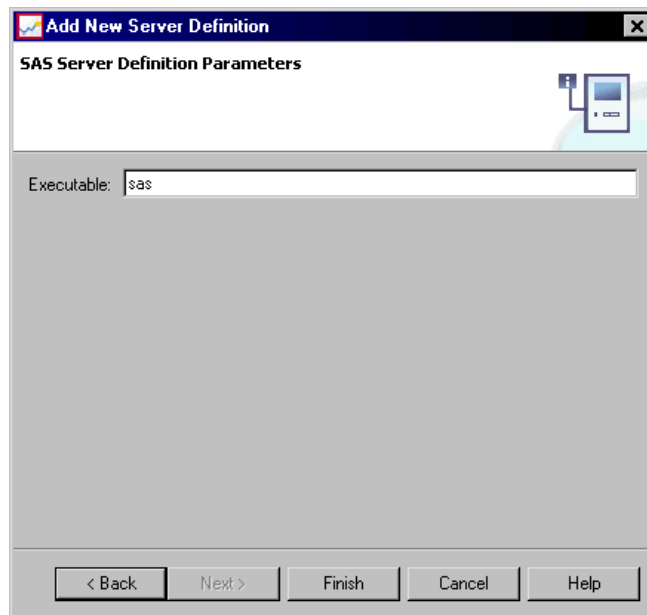 Add New Server Definition
SAS Server Definition Parameters
Executable: sas
< Back Next > Finish Cancel Help